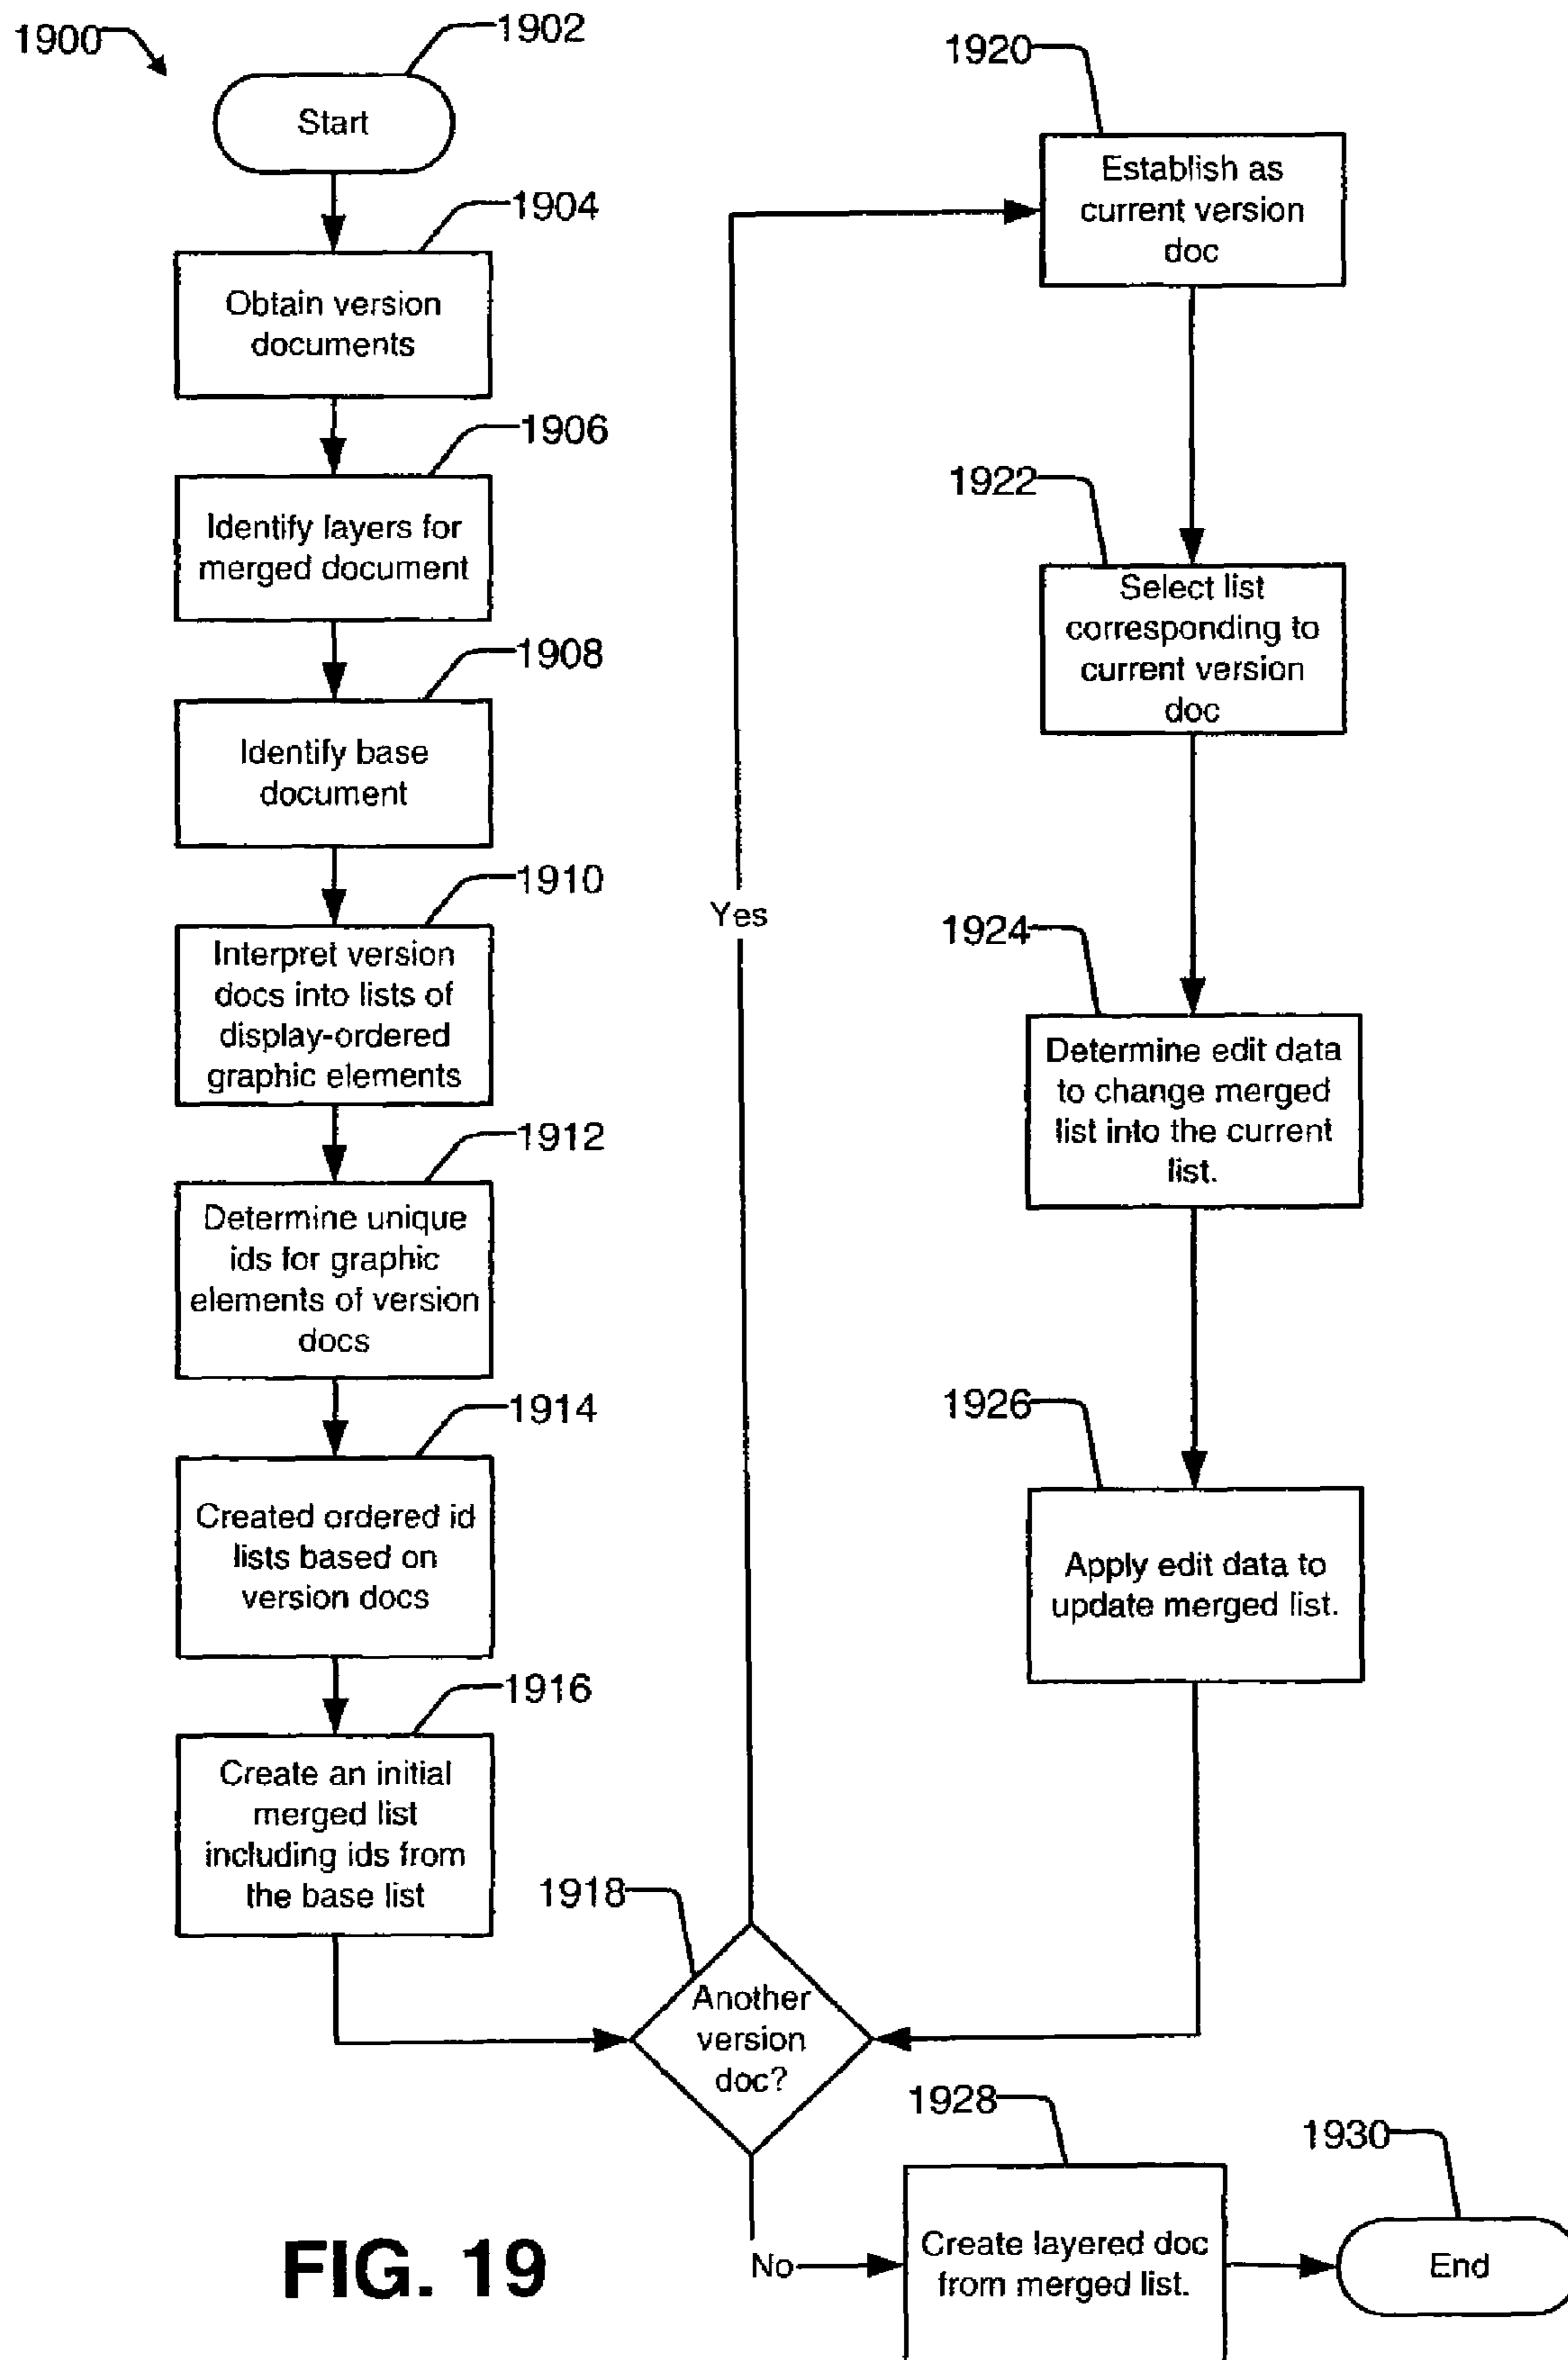 1900
1902
Start
1904
Obtain version
documents
1906
Identify layers for
merged document
1908
Identify base
document
1910
Interpret version
docs into lists of
display-ordered
graphic elements
1912
Determine unique
ids for graphic
elements of version
docs
1914
Created ordered id
lists based on
version docs
1916
Create an initial
merged list
including ids from
the base list
1918
Another
version
doc?
Yes
1920
Establish as
current version
doc
1922
Select list
corresponding to
current version
doc
1924
Determine edit data
to change merged
list into the current
list.
1926
Apply edit data to
update merged list.
No
1928
Create layered doc
from merged list.
1930
End
FIG. 19